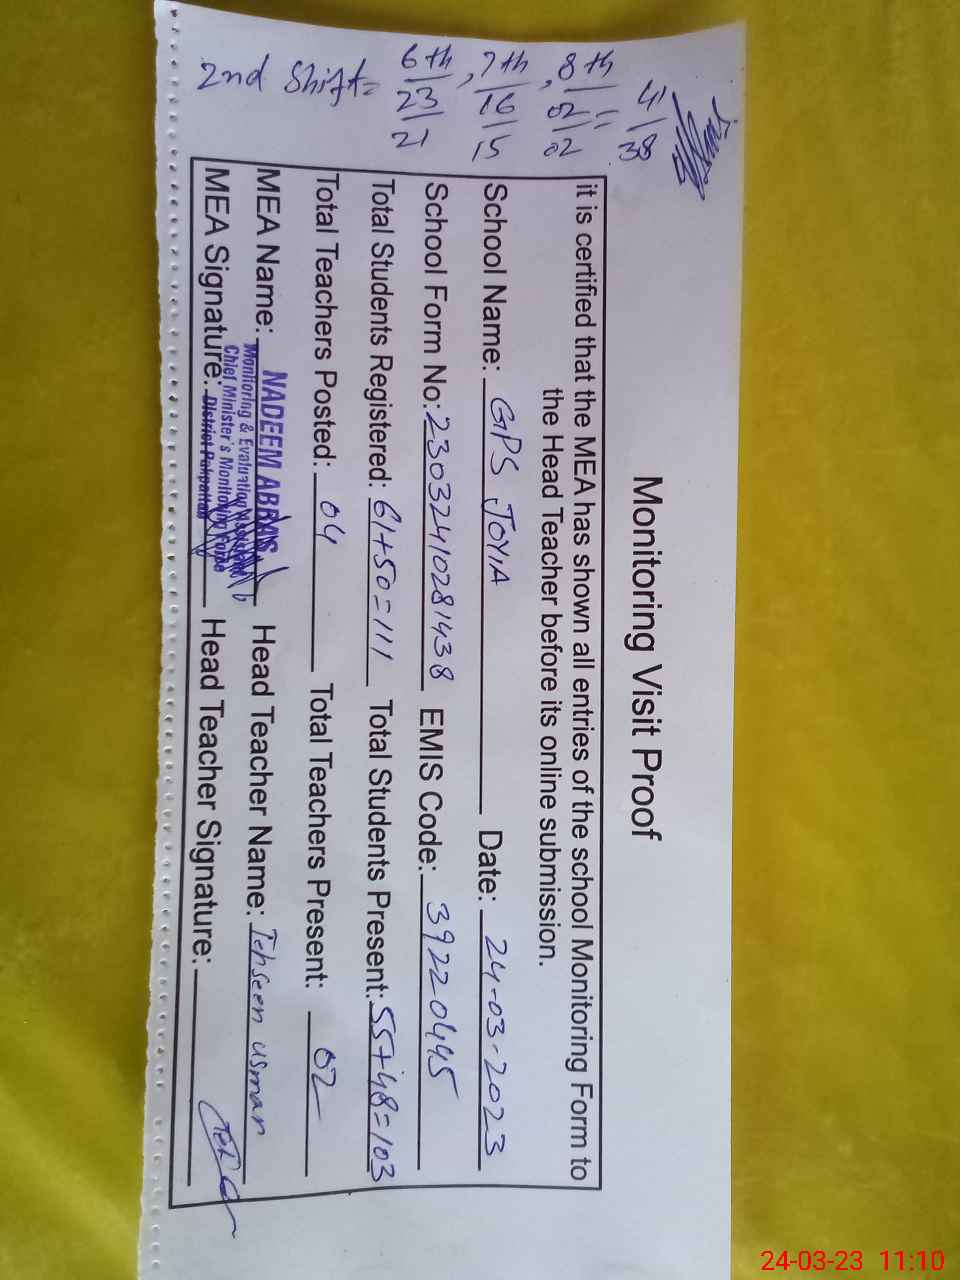 Monitoring Visit Proof
it is certified that the MEA has shown all entries of the school Monitoring Form to
the Head Teacher before its online submission.
School Name: GPS JOYIA Date: 24-03-2023
School Form No: 23032410281438 EMIS Code: 39220445
Total Students Registered: 61+50=111 Total Students Present: 55+48=103
Total Teachers Posted: 04 Total Teachers Present: 02
MEA Name: NADEEM ABBAS Head Teacher Name: Tehseen usman
Monitoring & Evaluation Assistant
Chief Minister's Monitoring Force
District Pakpattan
MEA Signature: Head Teacher Signature:
2nd Shift= 6th, 7th, 8th
23/ 16/ 02/ = 41/
21 15 02 38
24-03-23 11:10